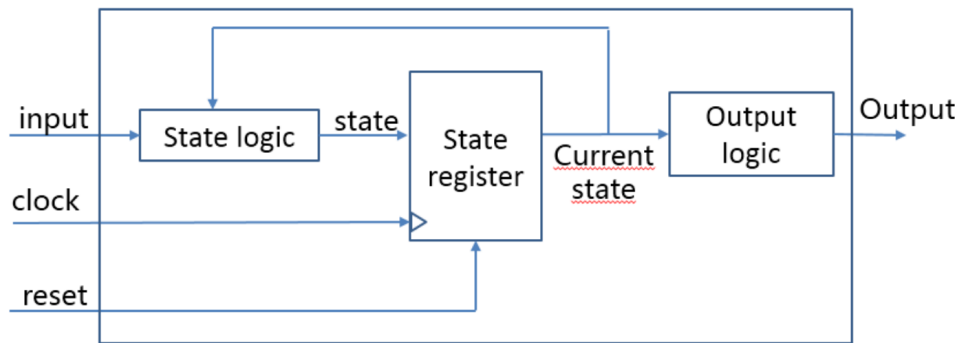 input
State logic
state
State
register
Current
state
Output
logic
Output
clock
reset